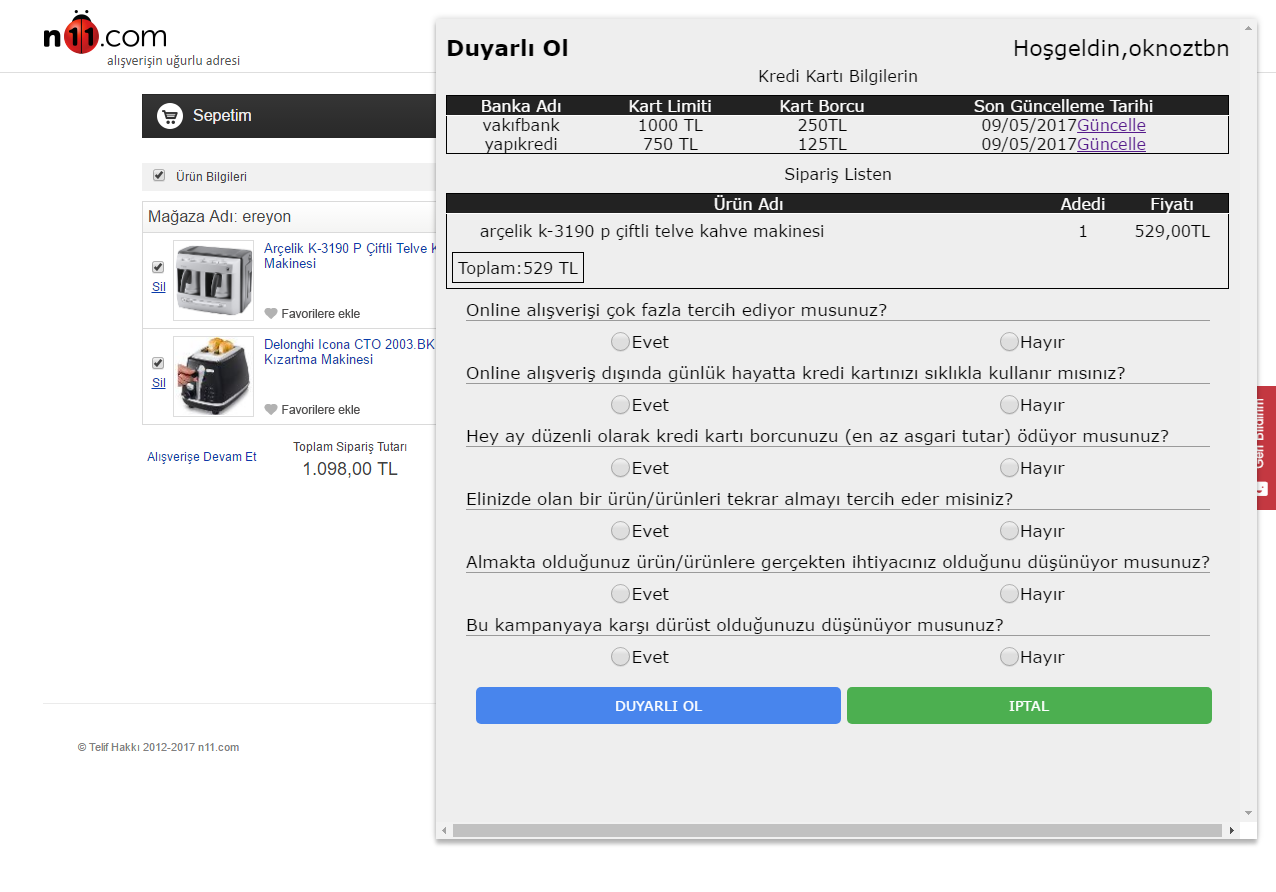 n11.com
alışverişin uğurlu adresi
Sepetim
Ürün Bilgileri
Mağaza Adı: ereyon
Arçelik K-3190 P Çiftli Telve
Makinesi
Sil
Favorilere ekle
Delonghi Icona CTO 2003.BK
Kızartma Makinesi
Sil
Favorilere ekle
Alışverişe Devam Et
Toplam Sipariş Tutarı
1.098,00 TL
© Telif Hakkı 2012-2017 n11.com
Duyarlı Ol
Hoşgeldin,oknoztbn
Kredi Kartı Bilgilerin
Banka Adı Kart Limiti Kart Borcu Son Güncelleme Tarihi
vakıfbank 1000 TL 250TL 09/05/2017Güncelle
yapıkredi 750 TL 125TL 09/05/2017Güncelle
Sipariş Listen
Ürün Adı Adedi Fiyatı
arçelik k-3190 p çiftli telve kahve makinesi 1 529,00TL
Toplam:529 TL
Online alışverişi çok fazla tercih ediyor musunuz?
Evet Hayır
Online alışveriş dışında günlük hayatta kredi kartınızı sıklıkla kullanır mısınız?
Evet Hayır
Hey ay düzenli olarak kredi kartı borcunuzu (en az asgari tutar) ödüyor musunuz?
Evet Hayır
Elinizde olan bir ürün/ürünleri tekrar almayı tercih eder misiniz?
Evet Hayır
Almakta olduğunuz ürün/ürünlere gerçekten ihtiyacınız olduğunu düşünüyor musunuz?
Evet Hayır
Bu kampanyaya karşı dürüst olduğunuzu düşünüyor musunuz?
Evet Hayır
DUYARLI OL IPTAL
Geri Bildirim